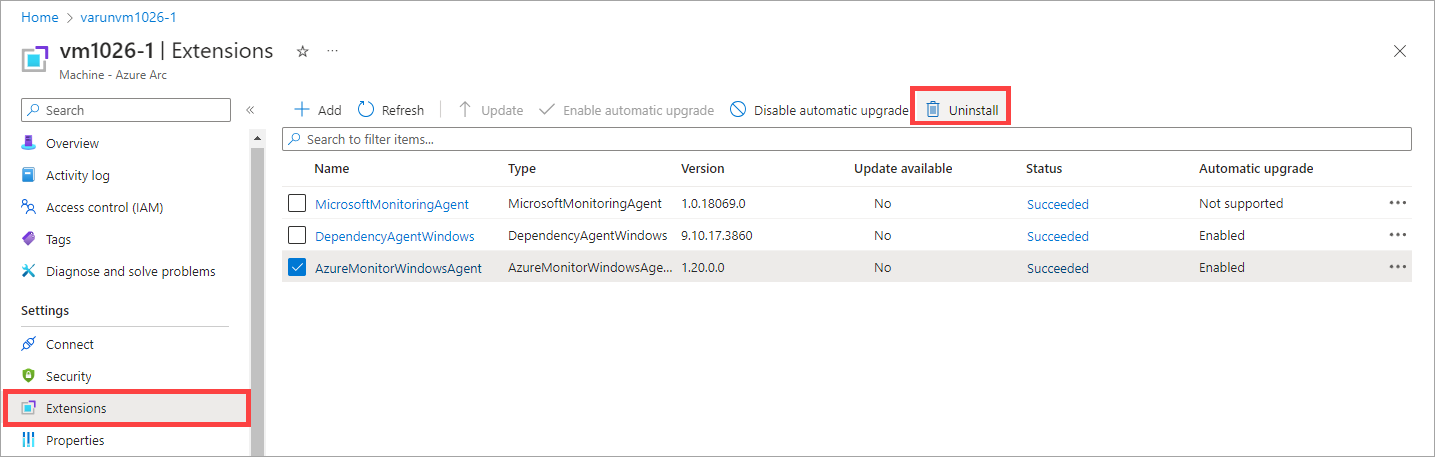 Home > varunvm1026-1
vm1026-1 | Extensions
Machine - Azure Arc
Search
Add Refresh Update Enable automatic upgrade Disable automatic upgrade Uninstall
Search to filter items...
Overview
Activity log
Access control (IAM)
Tags
Diagnose and solve problems
Settings
Connect
Security
Extensions
Properties
Name Type Version Update available Status Automatic upgrade
MicrosoftMonitoringAgent MicrosoftMonitoringAgent 1.0.18069.0 No Succeeded Not supported
DependencyAgentWindows DependencyAgentWindows 9.10.17.3860 No Succeeded Enabled
AzureMonitorWindowsAgent AzureMonitorWindowsAge... 1.20.0.0 No Succeeded Enabled